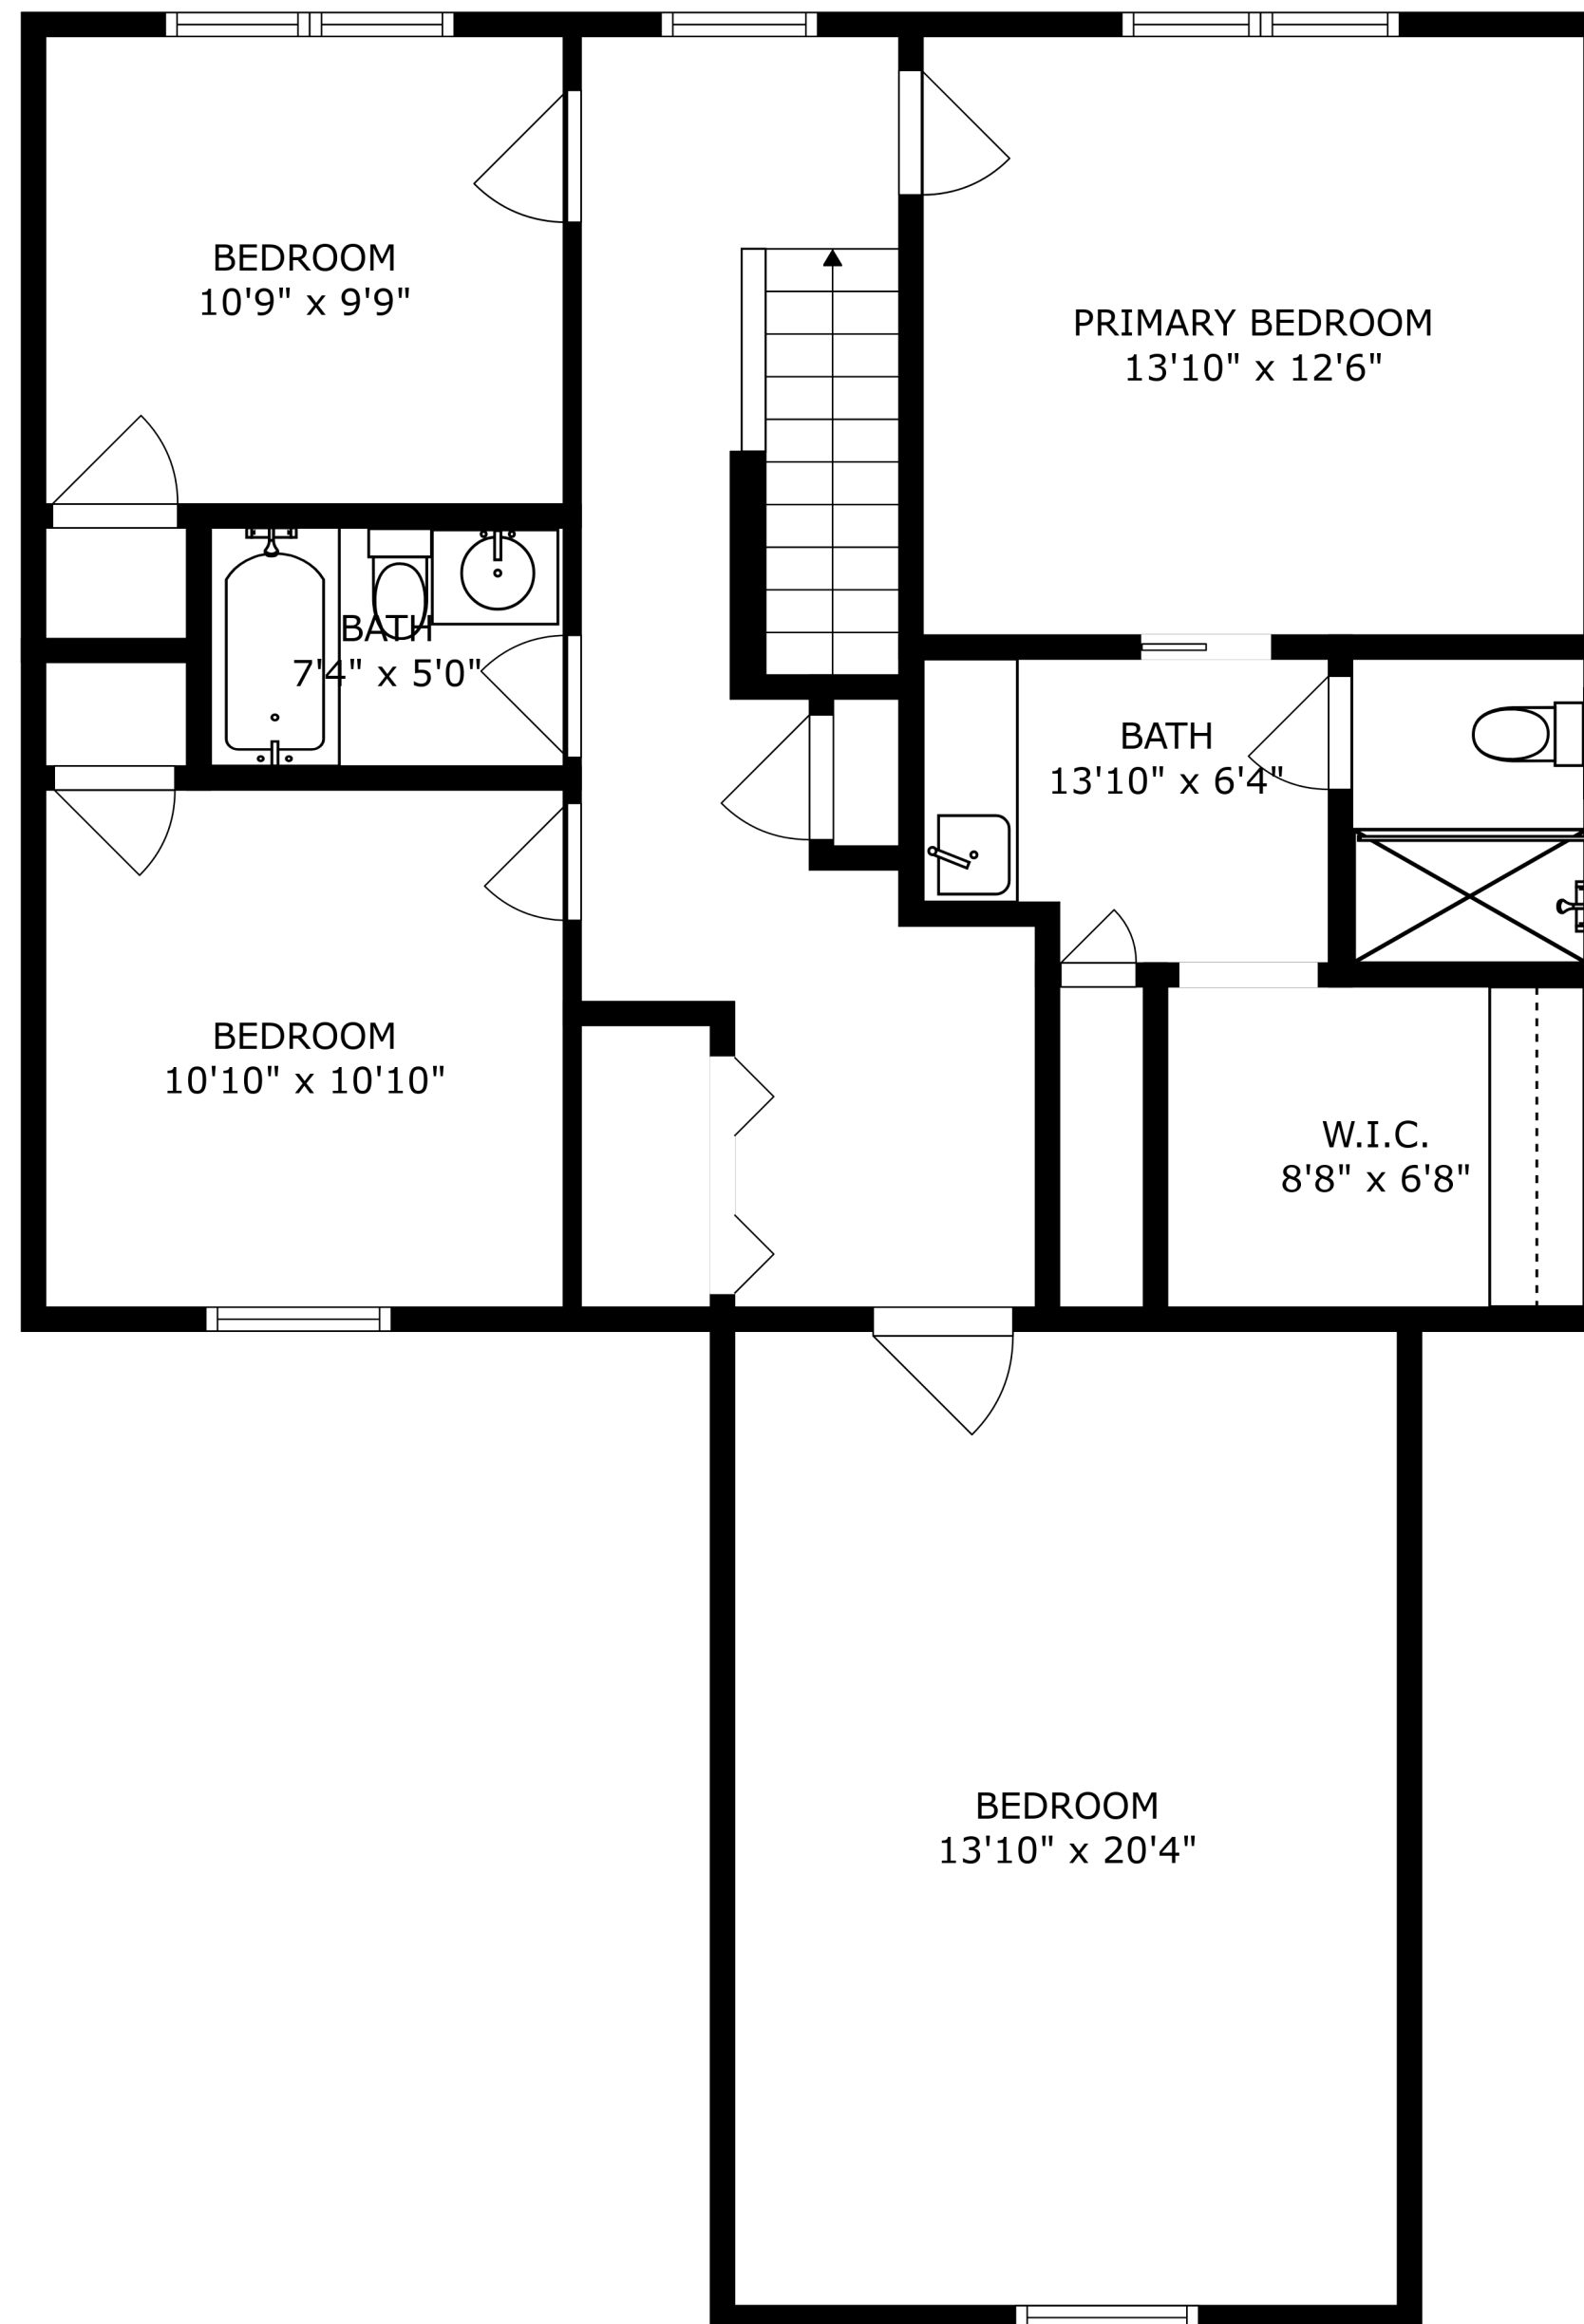 BEDROOM
10'9" x 9'9"
PRIMARY BEDROOM
13'10" x 12'6"
BATH
7'4" x 5'0"
BATH
13'10" x 6'4"
BEDROOM
10'10" x 10'10"
W.I.C.
8'8" x 6'8"
BEDROOM
13'10" x 20'4"